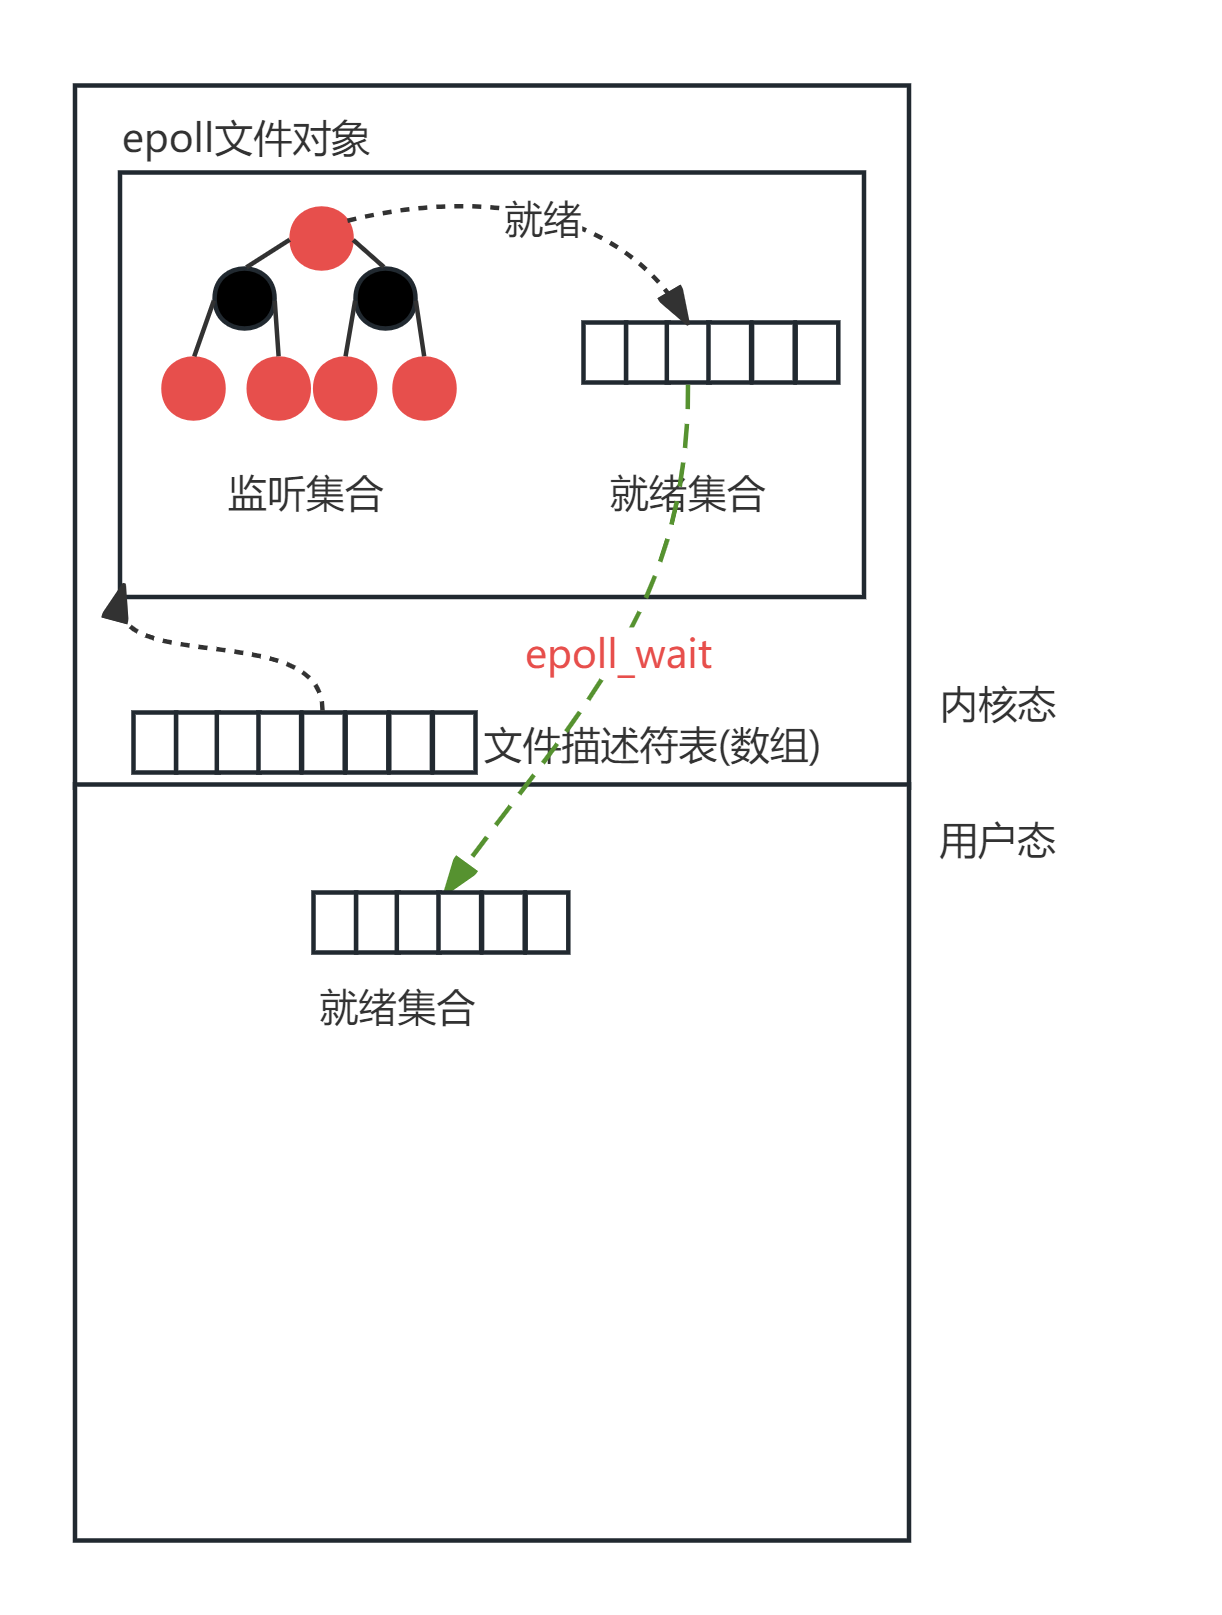 epoll文件对象
就绪
监听集合
就绪集合
epoll_wait
内核态
文件描述符表(数组)
用户态
就绪集合